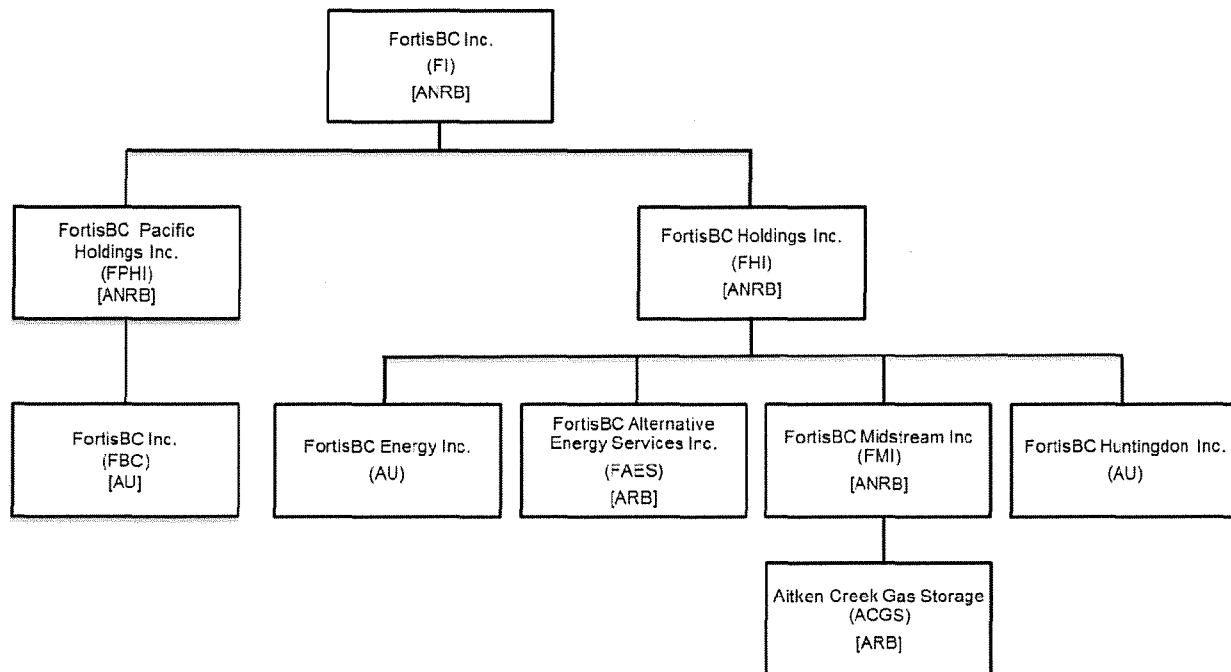 FortisBC Inc.
(FI)
[ANRB]
FortisBC Pacific
Holdings Inc.
(FPHI)
[ANRB]
FortisBC Holdings Inc.
(FHI)
[ANRB]
FortisBC Inc.
(FBC)
[AU]
FortisBC Energy Inc.
(AU)
FortisBC Alternative
Energy Services Inc.
(FAES)
[ARB]
FortisBC Midstream Inc
(FMI)
[ANRB]
FortisBC Huntingdon Inc.
(AU)
Aitken Creek Gas Storage
(ACGS)
[ARB]